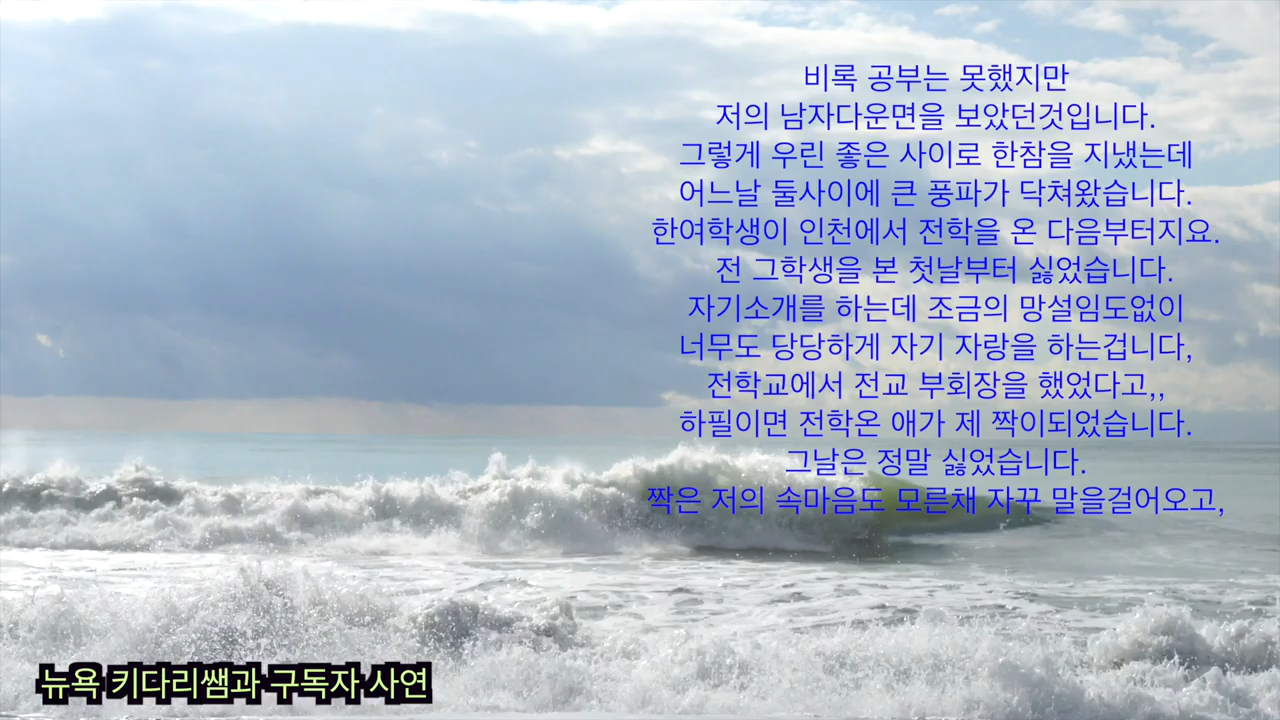 비록 공부는 못했지만
저의 남자다운면을 보았던것입니다.
그렇게 우린 좋은 사이로 한참을 지냈는데
어느날 둘사이에 큰 풍파가 닥쳐왔습니다.
한여학생이 인천에서 전학을 온 다음부터지요.
전 그학생을 본 첫날부터 싫었습니다.
자기소개를 하는데 조금의 망설임도없이
너무도 당당하게 자기 자랑을 하는겁니다,
전학교에서 전교 부회장을 했었다고,,
하필이면 전학온 애가 제 짝이되었습니다.
그날은 정말 싫었습니다.
짝은 저의 속마음도 모른채 자꾸 말을걸어오고,
뉴욕 키다리쌤과 구독자 사연